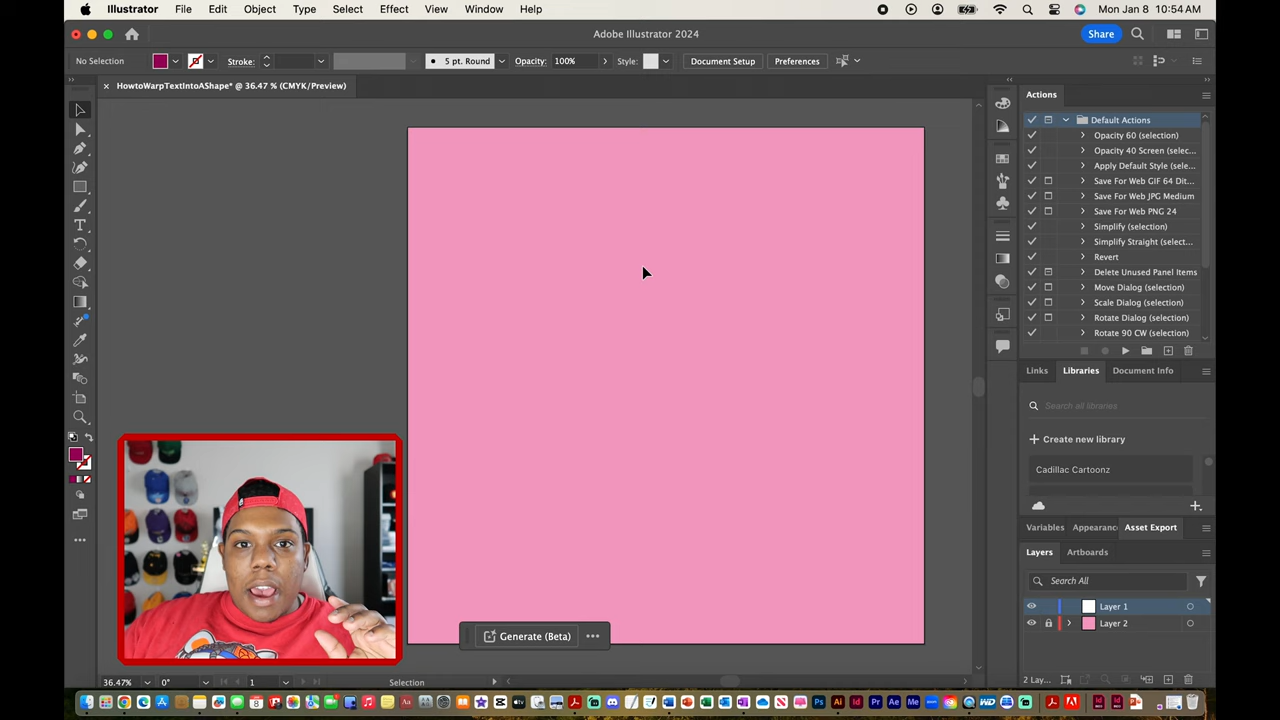 Illustrator File Edit Object Type Select Effect View Window Help Mon Jan 8 10:54 AM
Adobe Illustrator 2024 Share
No Selection Stroke: 5 pt. Round Opacity: 100% Style: Document Setup Preferences
HowtoWarpTextIntoAShape* @ 36.47 % (CMYK/Preview)
Actions
Default Actions
Opacity 60 (selection)
Opacity 40 Screen (selec...
Apply Default Style (sele...
Save For Web GIF 64 Dit...
Save For Web JPG Medium
Save For Web PNG 24
Simplify (selection)
Simplify Straight (select...
Revert
Delete Unused Panel Items
Move Dialog (selection)
Scale Dialog (selection)
Rotate Dialog (selection)
Rotate 90 CW (selection)
Links Libraries Document Info
Search all libraries
Create new library
Cadillac Cartoonz
Variables Appearanc Asset Export
Layers Artboards
Search All
Layer 1
Layer 2
Generate (Beta)
2 Lay...
36.47% 0° 1 Selection